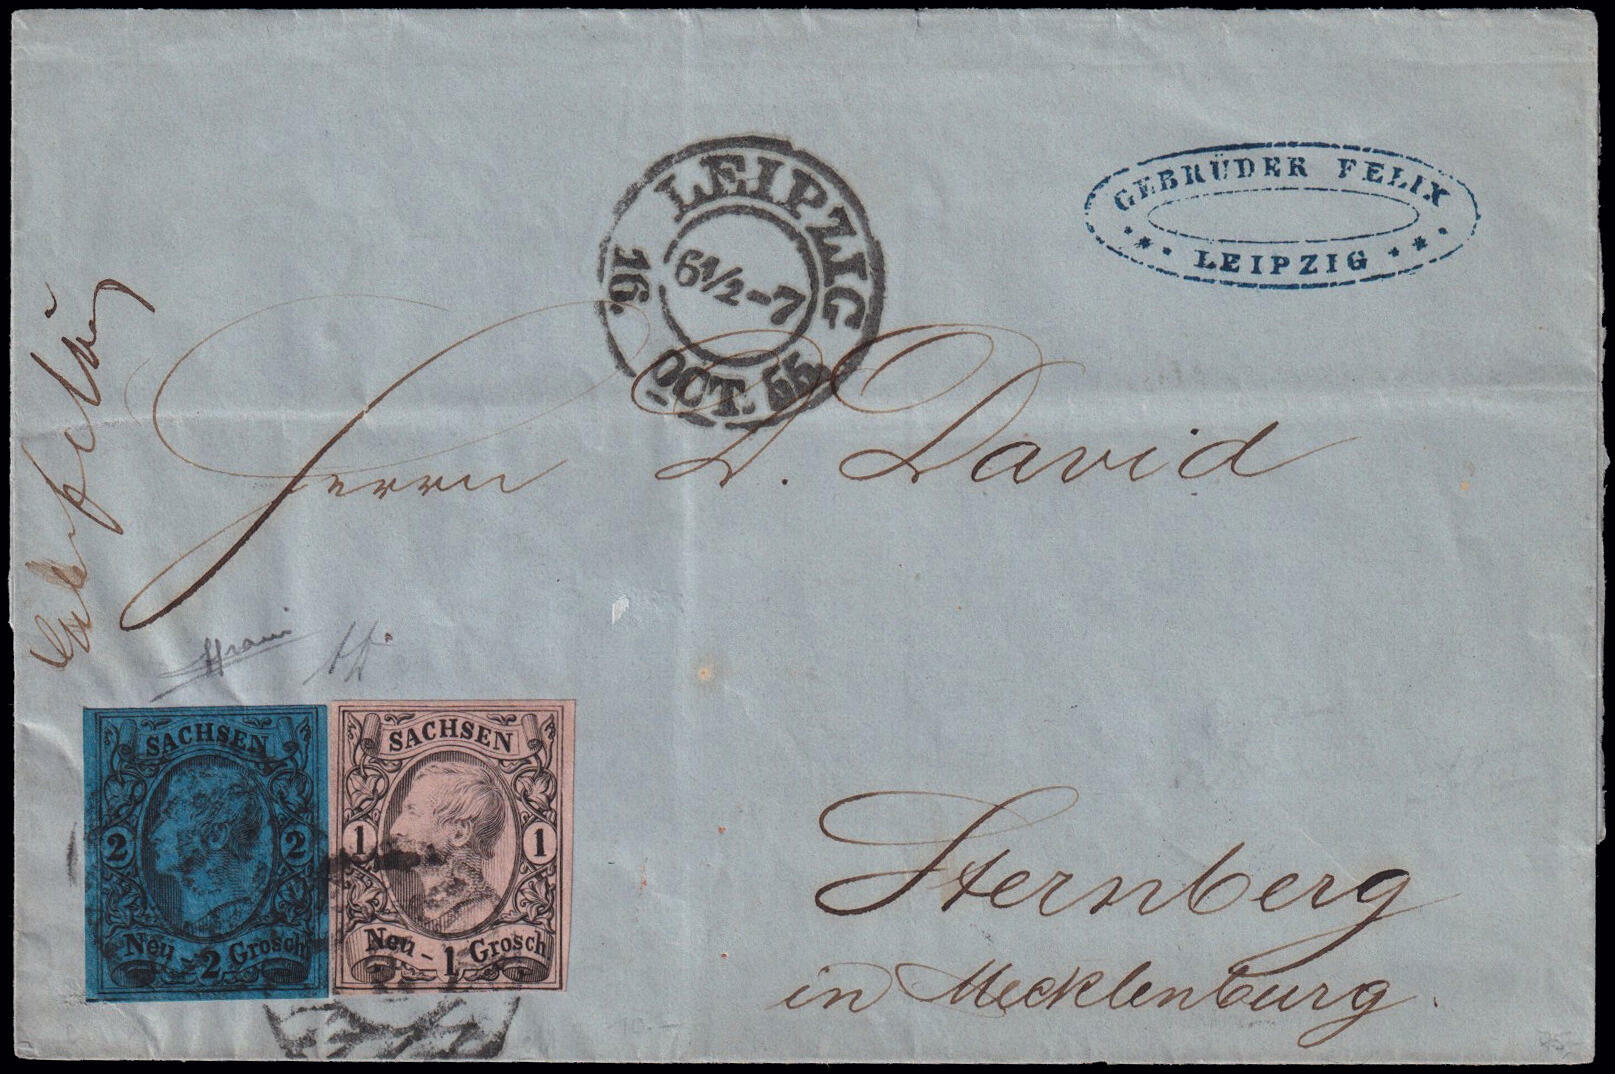 GEBRÜDER FELIX
LEIPZIG
LEIPZIG
6½-7
16.
OCT. 55
Herrn D. David
SACHSEN
2 2
Neu - 2 Grosch
SACHSEN
1 1
Neu - 1 Grosch
Sternberg
in Mecklenburg.